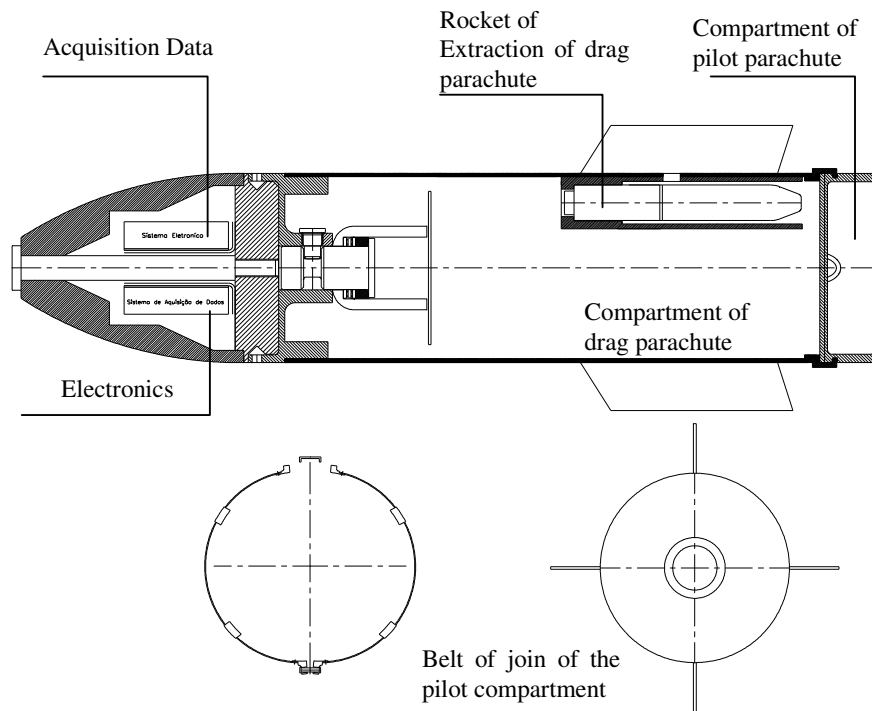 Acquisition Data
Rocket of
Extraction of drag
parachute
Compartment of
pilot parachute
Sistema Eletronico
Sistema de Aquisição de Dados
Compartment of
drag parachute
Electronics
Belt of join of the
pilot compartment